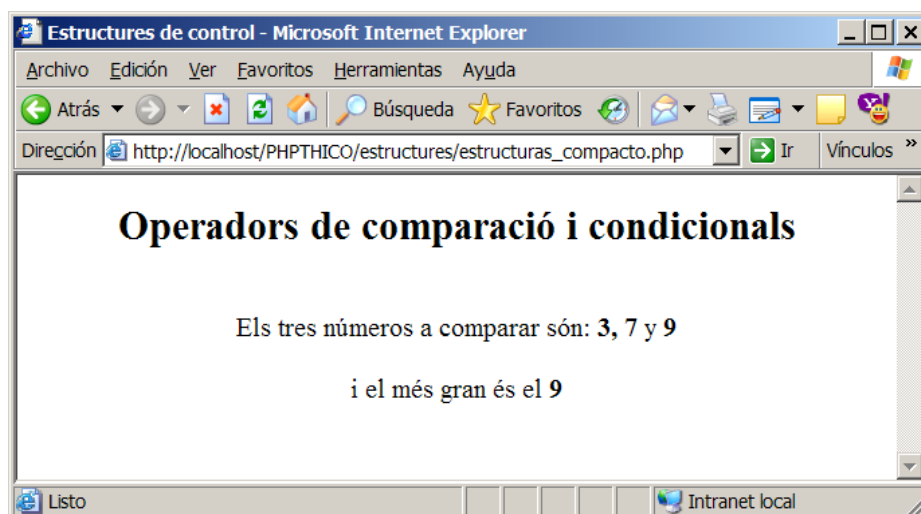 Estructures de control - Microsoft Internet Explorer
Archivo Edición Ver Favoritos Herramientas Ayuda
Atrás Búsqueda Favoritos
Dirección http://localhost/PHPTHICO/estructures/estructuras_compacto.php Ir Vínculos »
Operadors de comparació i condicionals
Els tres números a comparar són: 3, 7 y 9
i el més gran és el 9
Listo Intranet local